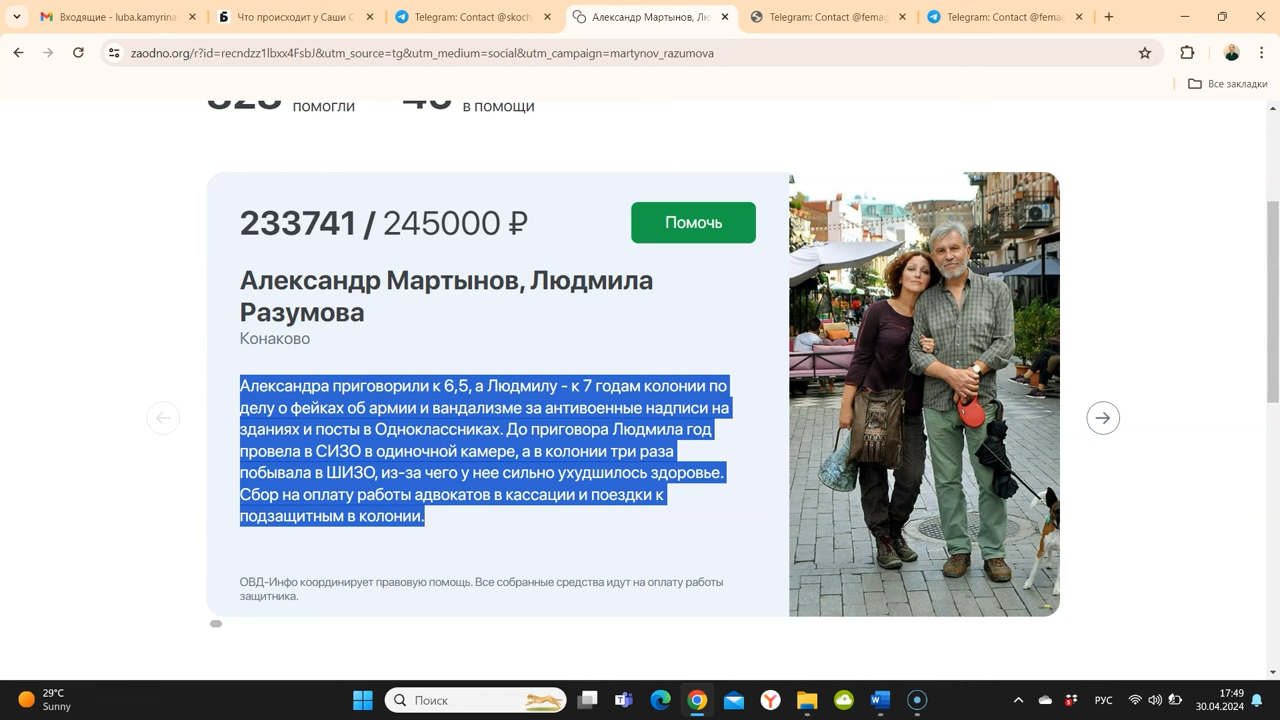 Входящие - luba.kamyrina
Что происходит у Саши С
Telegram: Contact @skoch
Александр Мартынов, Лю
Telegram: Contact @fema
Telegram: Contact @fema
zaodno.org/r?id=recndzz1lbxx4FsbJ&utm_source=tg&utm_medium=social&utm_campaign=martynov_razumova
Все закладки
помогли
в помощи
233741 / 245000 ₽
Помочь
Александр Мартынов, Людмила
Разумова
Конаково
Александра приговорили к 6,5, а Людмилу - к 7 годам колонии по
делу о фейках об армии и вандализме за антивоенные надписи на
зданиях и посты в Одноклассниках. До приговора Людмила год
провела в СИЗО в одиночной камере, а в колонии три раза
побывала в ШИЗО, из-за чего у нее сильно ухудшилось здоровье.
Сбор на оплату работы адвокатов в кассации и поездки к
подзащитным в колонии.
ОВД-Инфо координирует правовую помощь. Все собранные средства идут на оплату работы
защитника.
29°C
Sunny
Поиск
РУС
17:49
30.04.2024